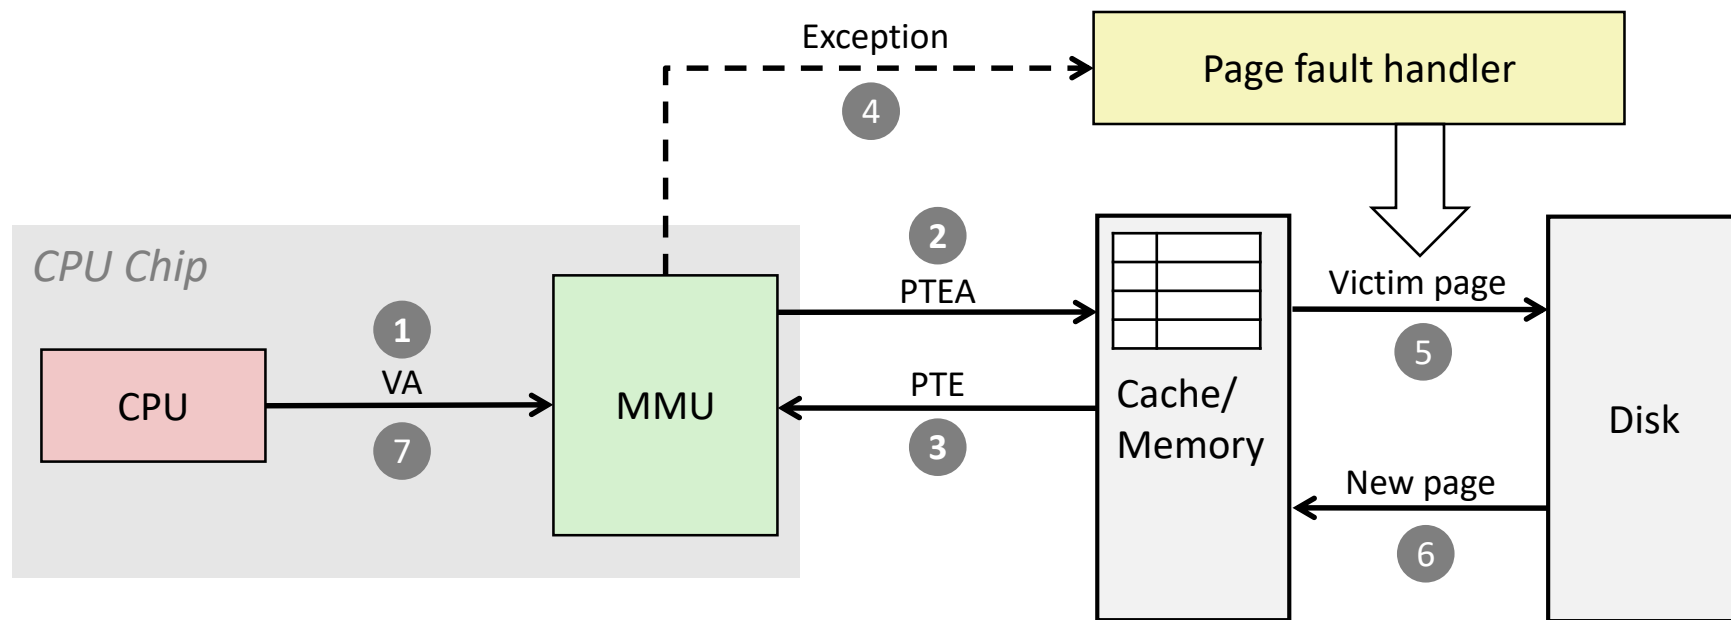 Exception
Page fault handler
4
CPU Chip
2
PTEA
Victim page
1
VA
5
CPU
MMU
PTE
Cache/
Memory
Disk
7
3
New page
6